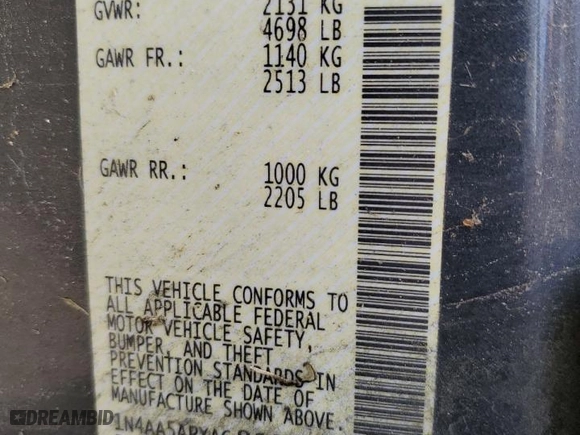 GVWR: 2131 KG
4698 LB
GAWR FR.: 1140 KG
2513 LB
GAWR RR.: 1000 KG
2205 LB
THIS VEHICLE CONFORMS TO
ALL APPLICABLE FEDERAL
MOTOR VEHICLE SAFETY,
BUMPER, AND THEFT
PREVENTION STANDARDS IN
EFFECT ON THE DATE OF
MANUFACTURE SHOWN ABOVE.
DREAMBID